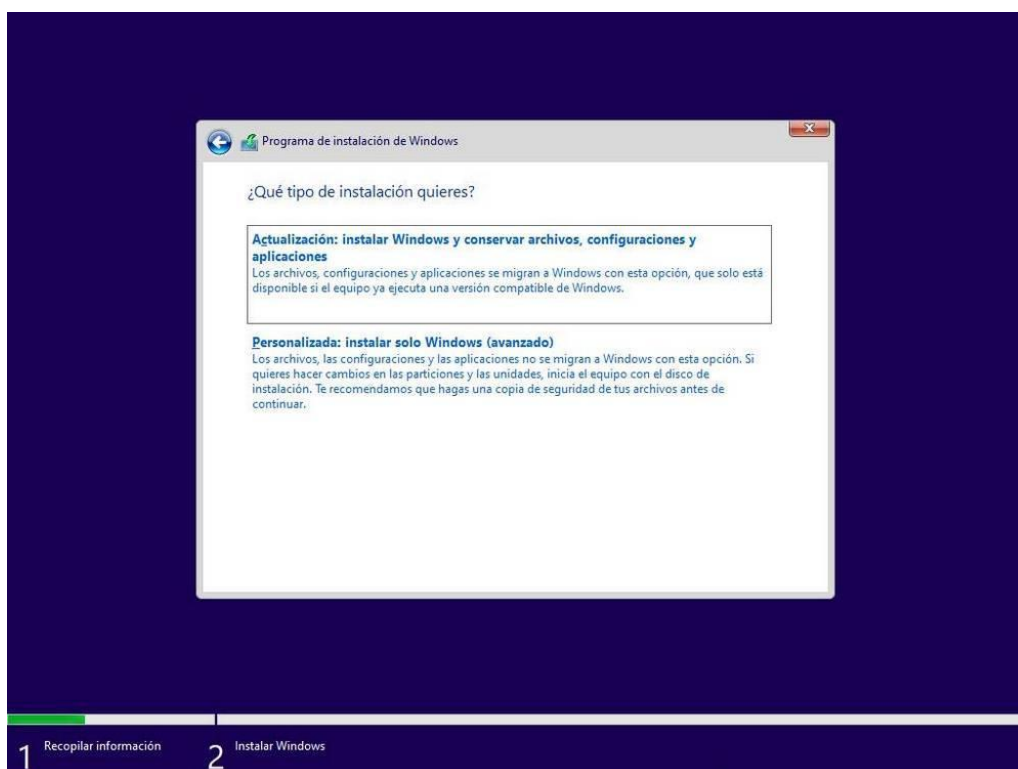 Programa de instalación de Windows
¿Qué tipo de instalación quieres?
Actualización: instalar Windows y conservar archivos, configuraciones y
aplicaciones
Los archivos, configuraciones y aplicaciones se migran a Windows con esta opción, que solo está
disponible si el equipo ya ejecuta una versión compatible de Windows.
Personalizada: instalar solo Windows (avanzado)
Los archivos, las configuraciones y las aplicaciones no se migran a Windows con esta opción. Si
quieres hacer cambios en las particiones y las unidades, inicia el equipo con el disco de
instalación. Te recomendamos que hagas una copia de seguridad de tus archivos antes de
continuar.
1 Recopilar información
2 Instalar Windows